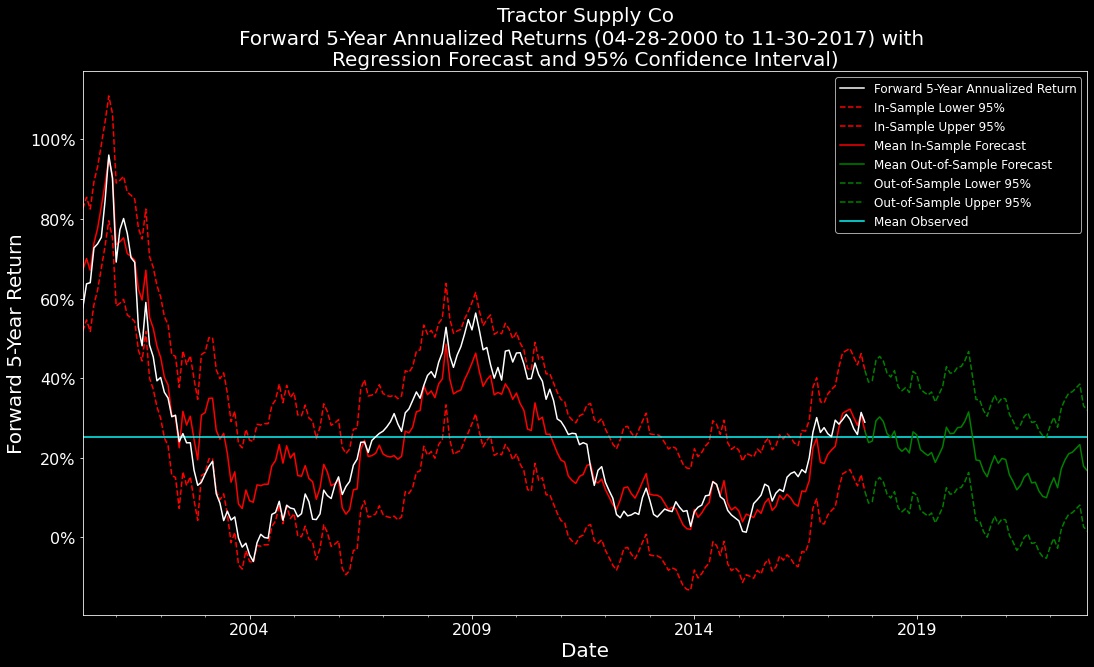 Tractor Supply Co
Forward 5-Year Annualized Returns (04-28-2000 to 11-30-2017) with
Regression Forecast and 95% Confidence Interval)
Forward 5-Year Annualized Return
In-Sample Lower 95%
In-Sample Upper 95%
Mean In-Sample Forecast
Mean Out-of-Sample Forecast
Out-of-Sample Lower 95%
Out-of-Sample Upper 95%
Mean Observed
Forward 5-Year Return
100%
80%
60%
40%
20%
0%
2004
2009
2014
2019
Date